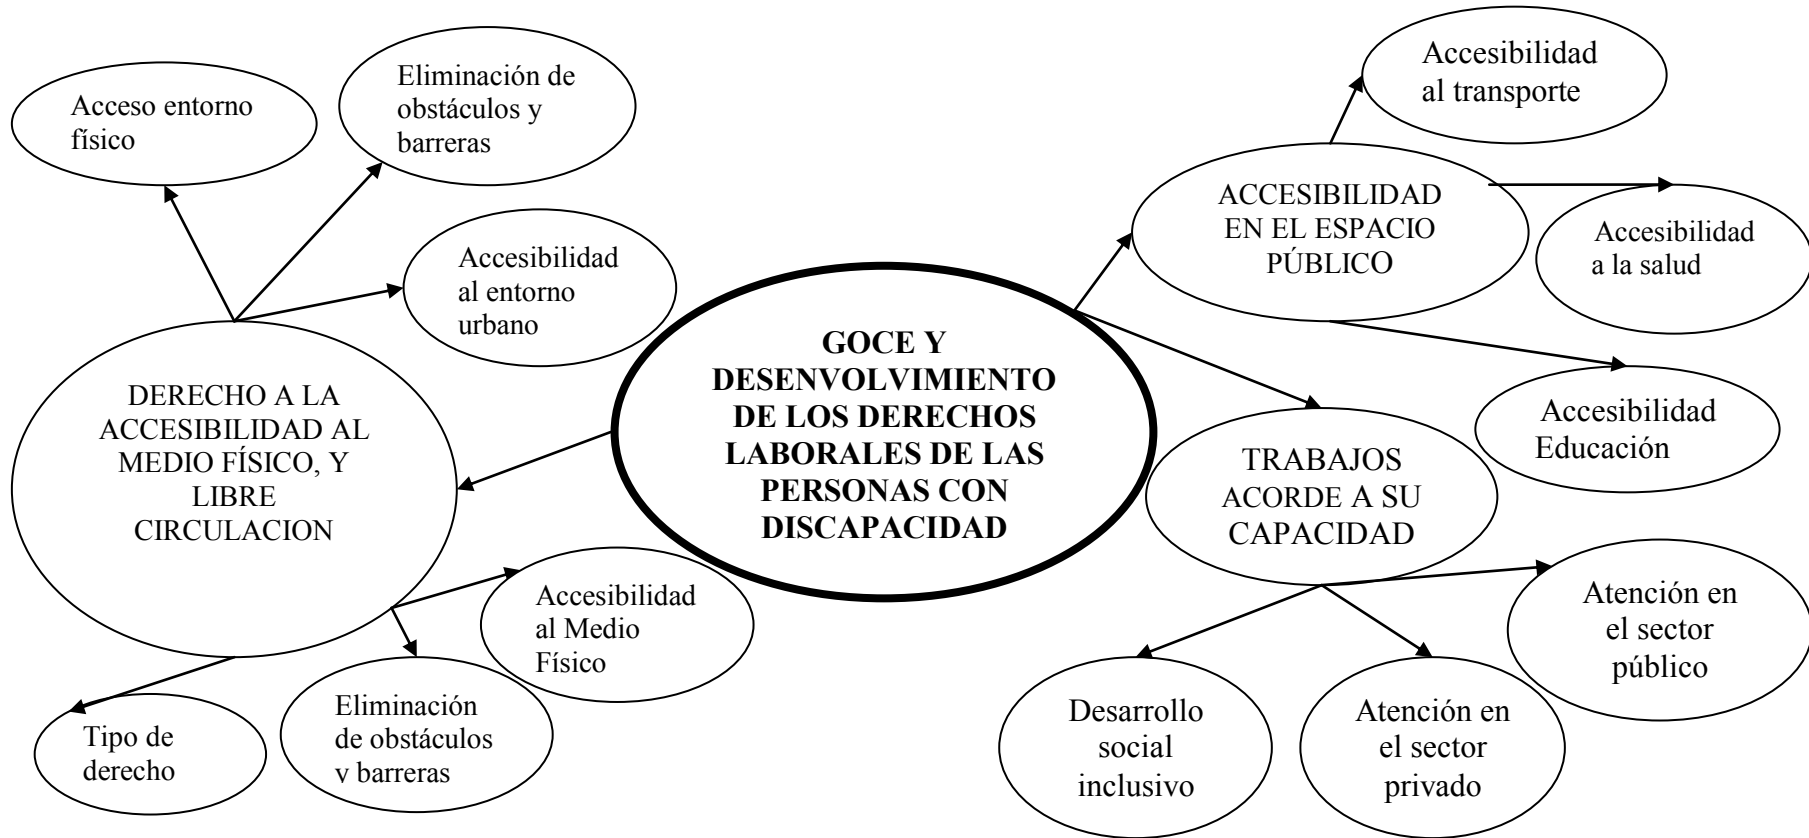 Acceso entorno
físico
Eliminación de
obstáculos y
barreras
Accesibilidad
al entorno
urbano
DERECHO A LA
ACCESIBILIDAD AL
MEDIO FÍSICO, Y
LIBRE
CIRCULACION
Accesibilidad
al Medio
Físico
Eliminación
de obstáculos
y barreras
Tipo de
derecho
GOCE Y
DESENVOLVIMIENTO
DE LOS DERECHOS
LABORALES DE LAS
PERSONAS CON
DISCAPACIDAD
Accesibilidad
al transporte
ACCESIBILIDAD
EN EL ESPACIO
PÚBLICO
Accesibilidad
a la salud
Accesibilidad
Educación
TRABAJOS
ACORDE A SU
CAPACIDAD
Atención en
el sector
público
Desarrollo
social
inclusivo
Atención en
el sector
privado